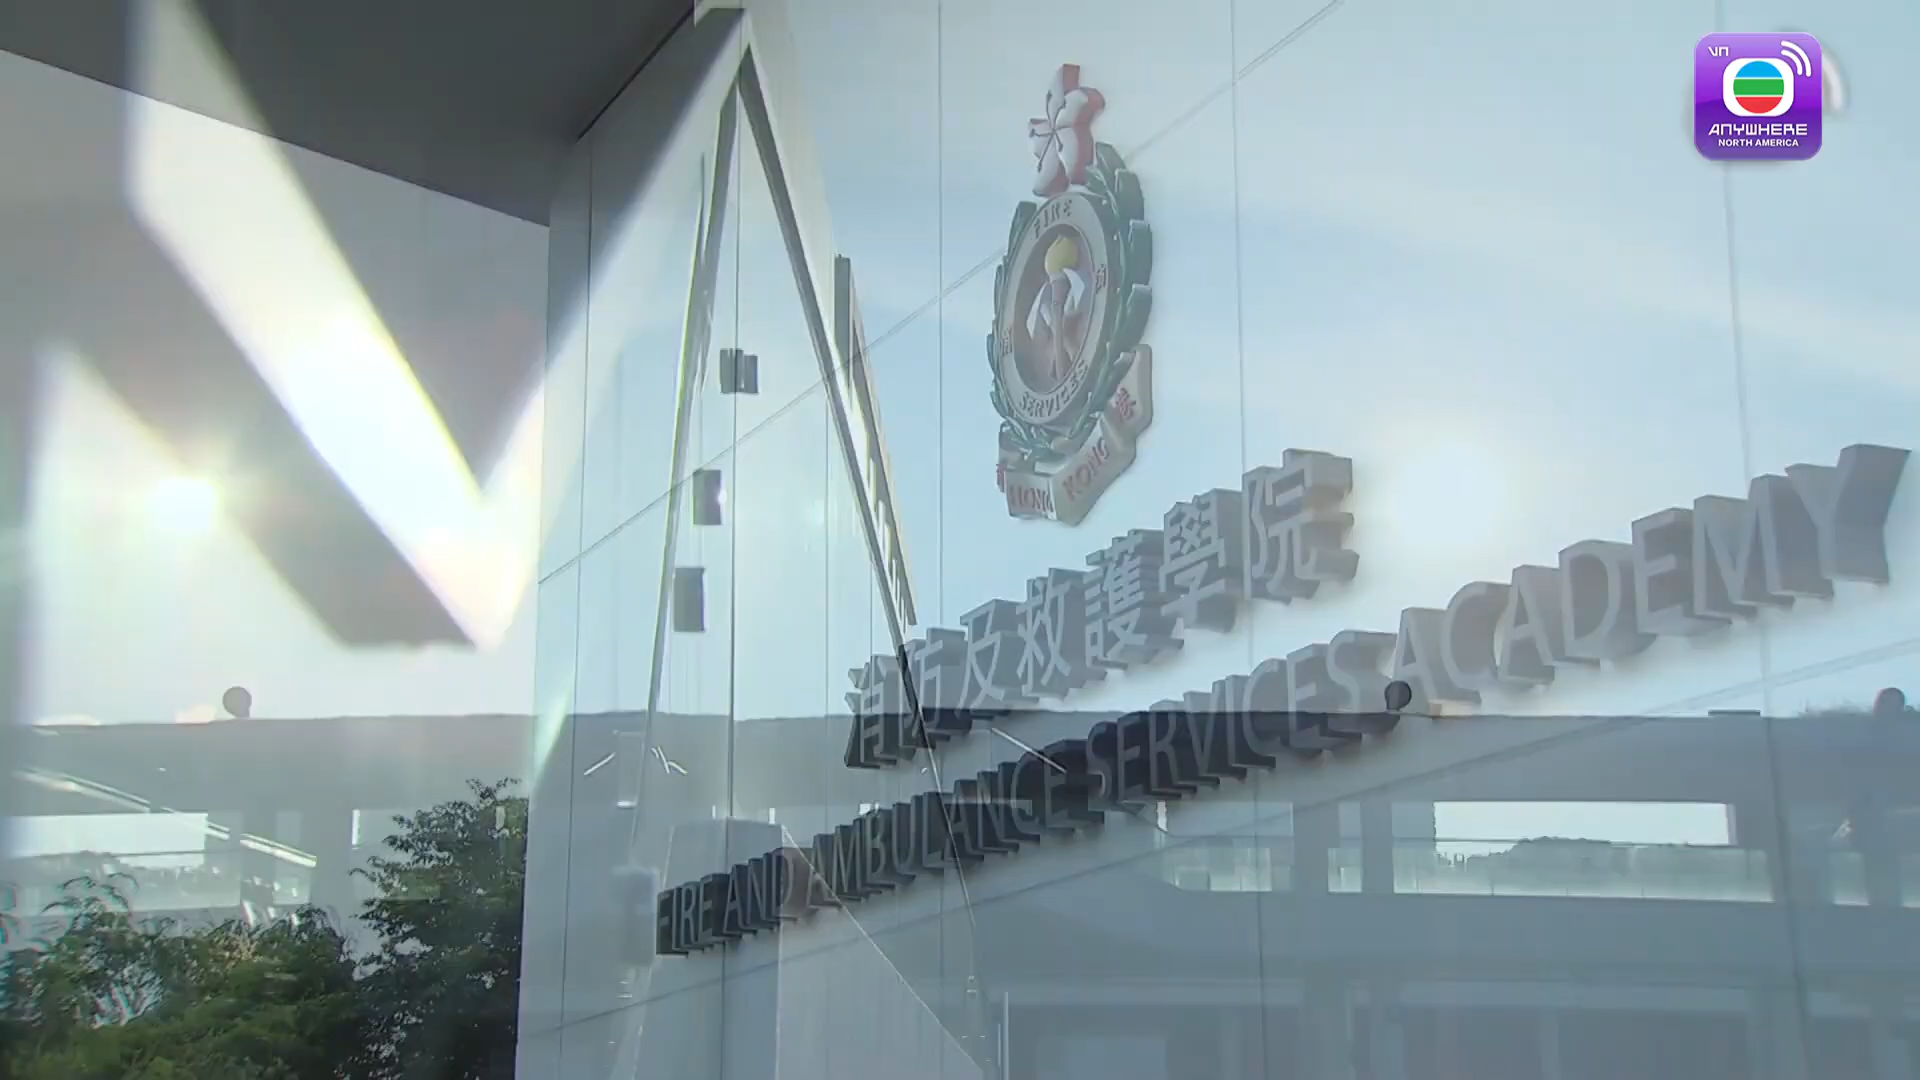 VN
ANYWHERE
NORTH AMERICA
FIRE
SERVICES
HONG KONG
消防及救護學院
FIRE AND AMBULANCE SERVICES ACADEMY